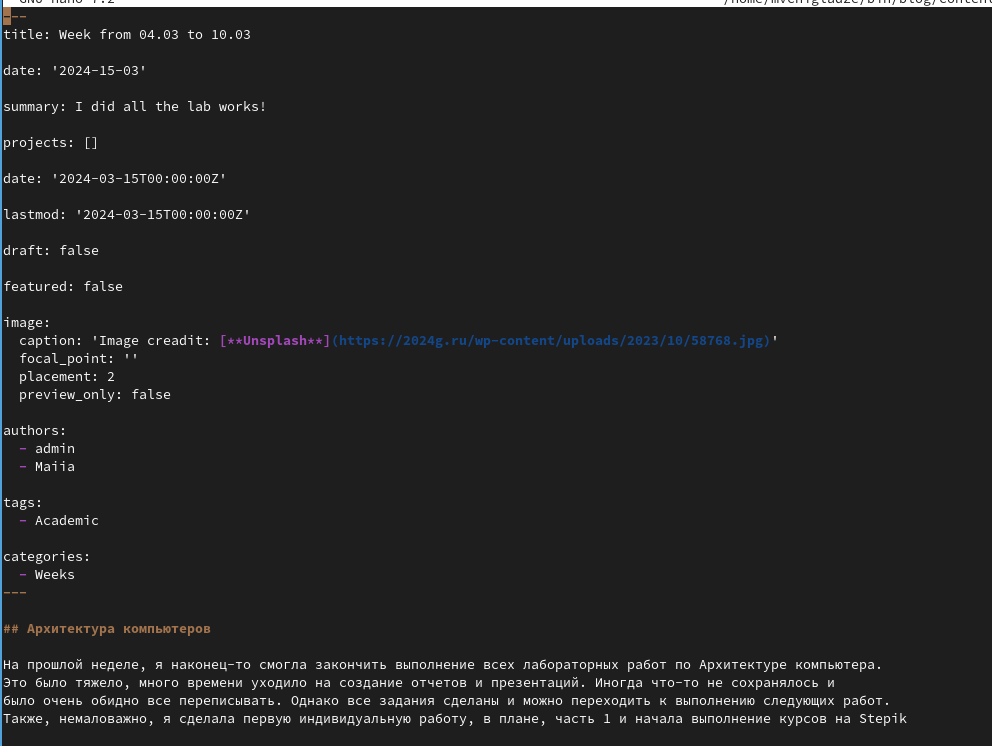 GNU nano 7.2
---
title: Week from 04.03 to 10.03
date: '2024-15-03'
summary: I did all the lab works!
projects: []
date: '2024-03-15T00:00:00Z'
lastmod: '2024-03-15T00:00:00Z'
draft: false
featured: false
image:
caption: 'Image creadit: [**Unsplash**](https://2024g.ru/wp-content/uploads/2023/10/58768.jpg)'
focal_point: ''
placement: 2
preview_only: false
authors:
- admin
- Maiia
tags:
- Academic
categories:
- Weeks
---
## Архитектура компьютеров
На прошлой неделе, я наконец-то смогла закончить выполнение всех лабораторных работ по Архитектуре компьютера.
Это было тяжело, много времени уходило на создание отчетов и презентаций. Иногда что-то не сохранялось и
было очень обидно все переписывать. Однако все задания сделаны и можно переходить к выполнению следующих работ.
Также, немаловажно, я сделала первую индивидуальную работу, в плане, часть 1 и начала выполнение курсов на Stepik